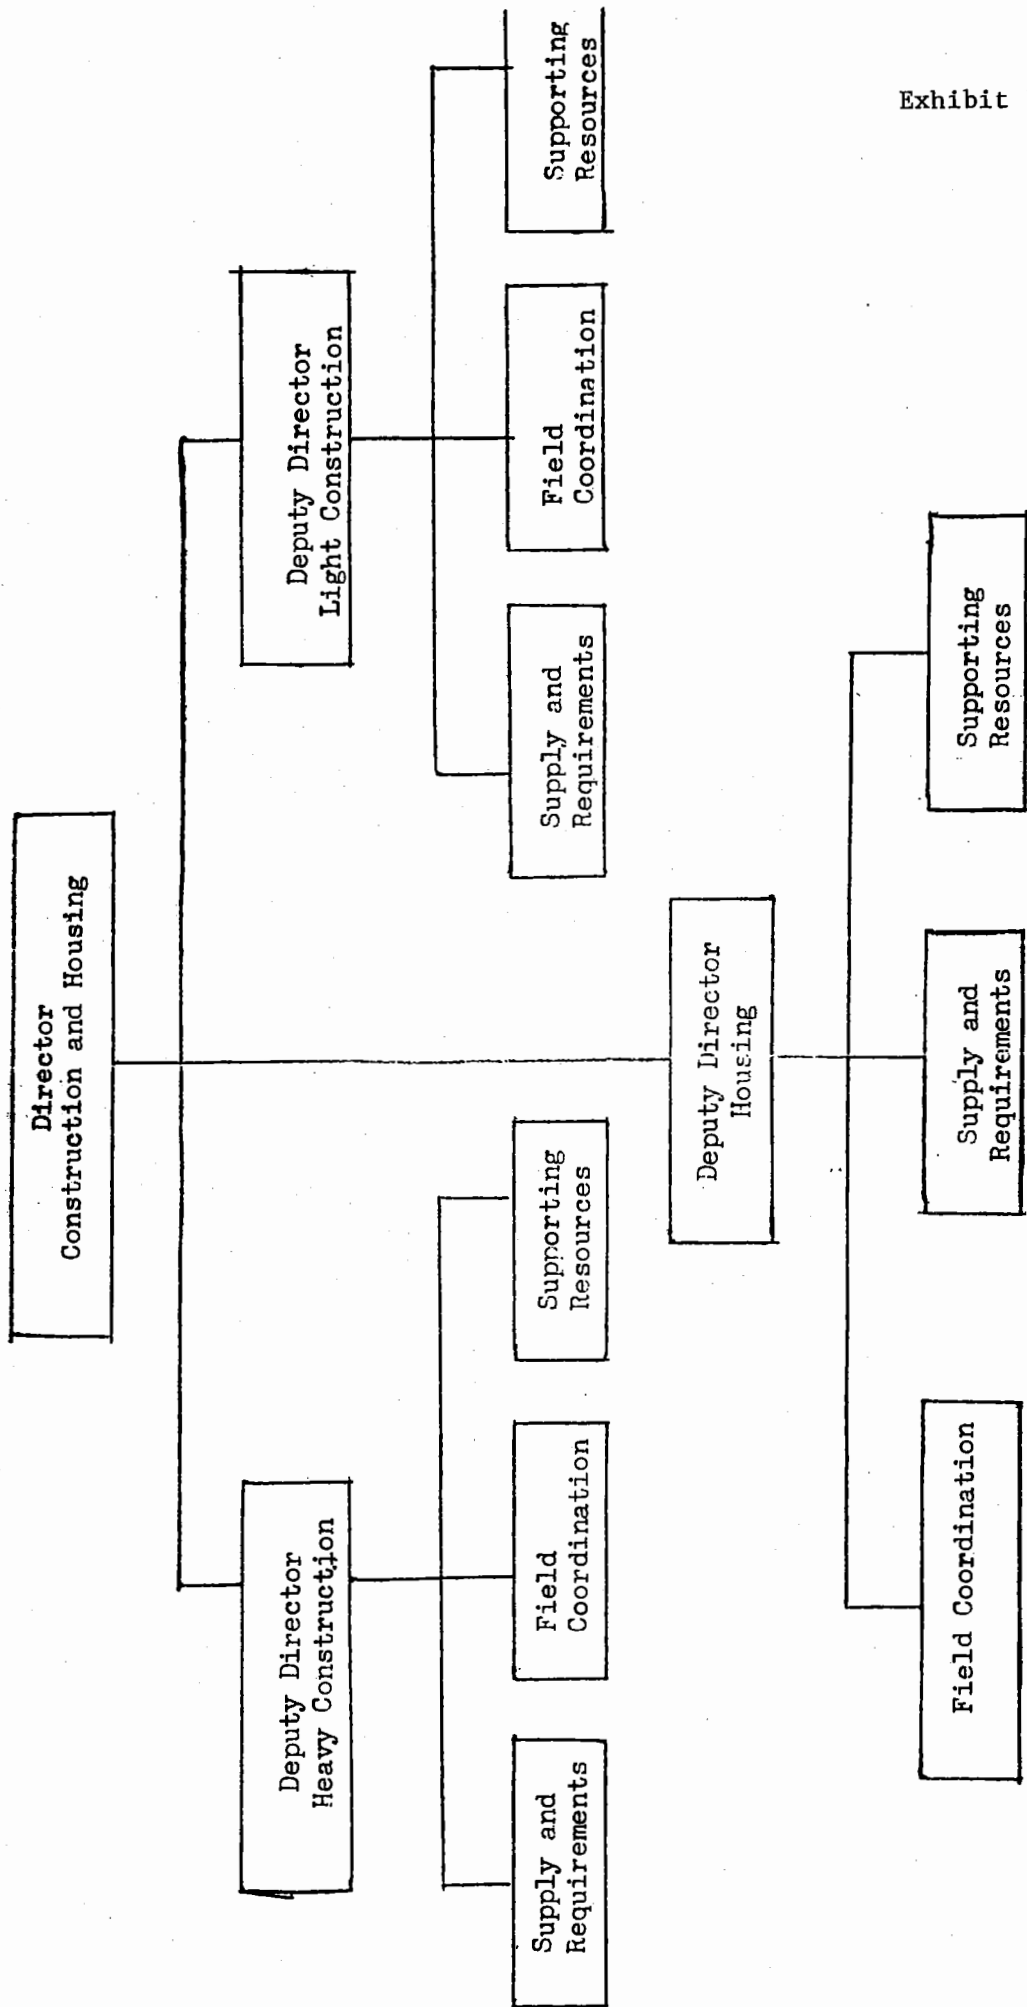 Exhibit
Director
Construction and Housing
Deputy Director
Heavy Construction
Deputy Director
Light Construction
Supply and
Requirements
Field
Coordination
Supporting
Resources
Supply and
Requirements
Field
Coordination
Supporting
Resources
Deputy Director
Housing
Field Coordination
Supply and
Requirements
Supporting
Resources